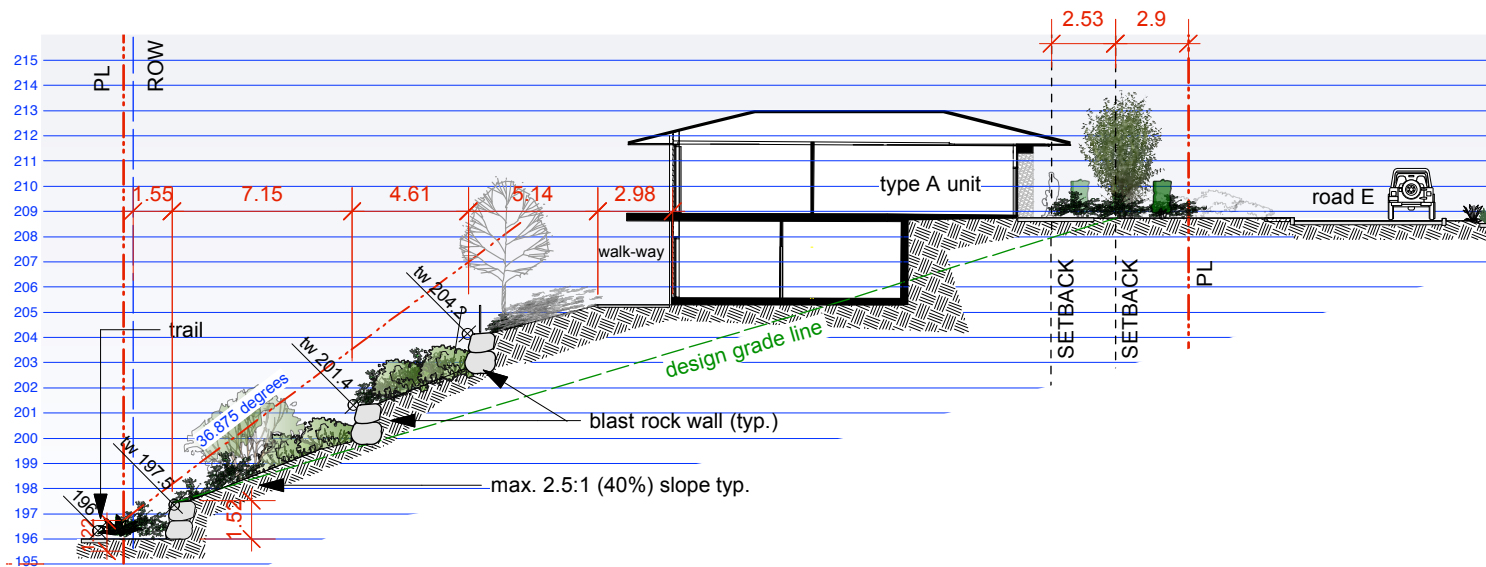 2.53
2.9
215
214
213
212
211
210
209
208
207
206
205
204
203
202
201
200
199
198
197
196
195
PL
ROW
1.55
7.15
4.61
5.14
2.98
type A unit
road E
walk-way
tw 204.2
trail
tw 201.4
design grade line
SETBACK
SETBACK
PL
36.875 degrees
blast rock wall (typ.)
tw 197.5
max. 2.5:1 (40%) slope typ.
196
1.52